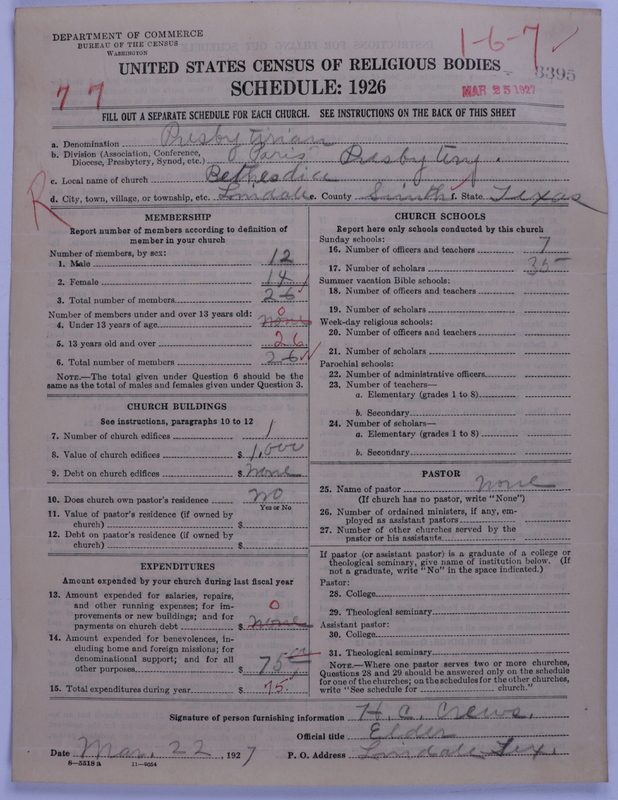 DEPARTMENT OF COMMERCE
BUREAU OF THE CENSUS
WASHINGTON
1-6-7 ✓
UNITED STATES CENSUS OF RELIGIOUS BODIES
3395
SCHEDULE: 1926
77
MAR 25 1927
FILL OUT A SEPARATE SCHEDULE FOR EACH CHURCH. SEE INSTRUCTIONS ON THE BACK OF THIS SHEET
a. Denomination Presbyterian
b. Division (Association, Conference, Diocese, Presbytery, Synod, etc.) Paris Presbytery.
c. Local name of church Bethesdia
R
d. City, town, village, or township, etc. Lindale e. County Smith ✓ f. State Texas
MEMBERSHIP
Report number of members according to definition of member in your church
Number of members, by sex:
1. Male 12
2. Female 14
3. Total number of members 26 ✓
Number of members under and over 13 years old:
4. Under 13 years of age none 0
5. 13 years old and over 26
6. Total number of members 26 ✓
NOTE.—The total given under Question 6 should be the same as the total of males and females given under Question 3.
CHURCH BUILDINGS
See instructions, paragraphs 10 to 12
7. Number of church edifices 1
8. Value of church edifices $ 1,000
9. Debt on church edifices $ none
10. Does church own pastor's residence no
Yes or No
11. Value of pastor's residence (if owned by church) $
12. Debt on pastor's residence (if owned by church) $
EXPENDITURES
Amount expended by your church during last fiscal year
13. Amount expended for salaries, repairs, and other running expenses; for improvements or new buildings; and for payments on church debt $ none 0
14. Amount expended for benevolences, including home and foreign missions; for denominational support; and for all other purposes $ 75
15. Total expenditures during year $ 75.
CHURCH SCHOOLS
Report here only schools conducted by this church
Sunday schools:
16. Number of officers and teachers 7
17. Number of scholars 35
Summer vacation Bible schools:
18. Number of officers and teachers
19. Number of scholars
Week-day religious schools:
20. Number of officers and teachers
21. Number of scholars
Parochial schools:
22. Number of administrative officers
23. Number of teachers—
a. Elementary (grades 1 to 8)
b. Secondary
24. Number of scholars—
a. Elementary (grades 1 to 8)
b. Secondary
PASTOR
25. Name of pastor none
(If church has no pastor, write "None")
26. Number of ordained ministers, if any, employed as assistant pastors
27. Number of other churches served by the pastor or his assistants
If pastor (or assistant pastor) is a graduate of a college or theological seminary, give name of institution below. (If not a graduate, write "No" in the space indicated.)
Pastor:
28. College
29. Theological seminary
Assistant pastor:
30. College
31. Theological seminary
NOTE.—Where one pastor serves two or more churches, Questions 28 and 29 should be answered only on the schedule for one of the churches; on the schedules for the other churches, write "See schedule for church."
Signature of person furnishing information H. C. Crews.
Official title Elder
Date Mar. 22, 1927
P. O. Address Lindale Tex.
8—5518 a 11—9054